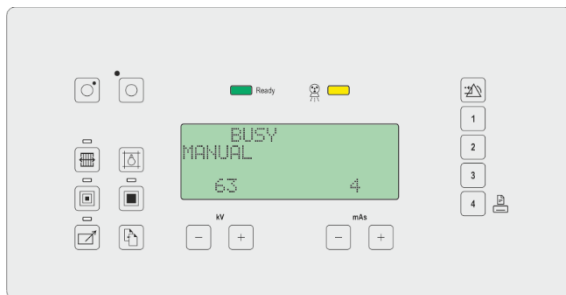 Ready
BUSY
MANUAL
63 4
kV mAs
- + - +
1
2
3
4